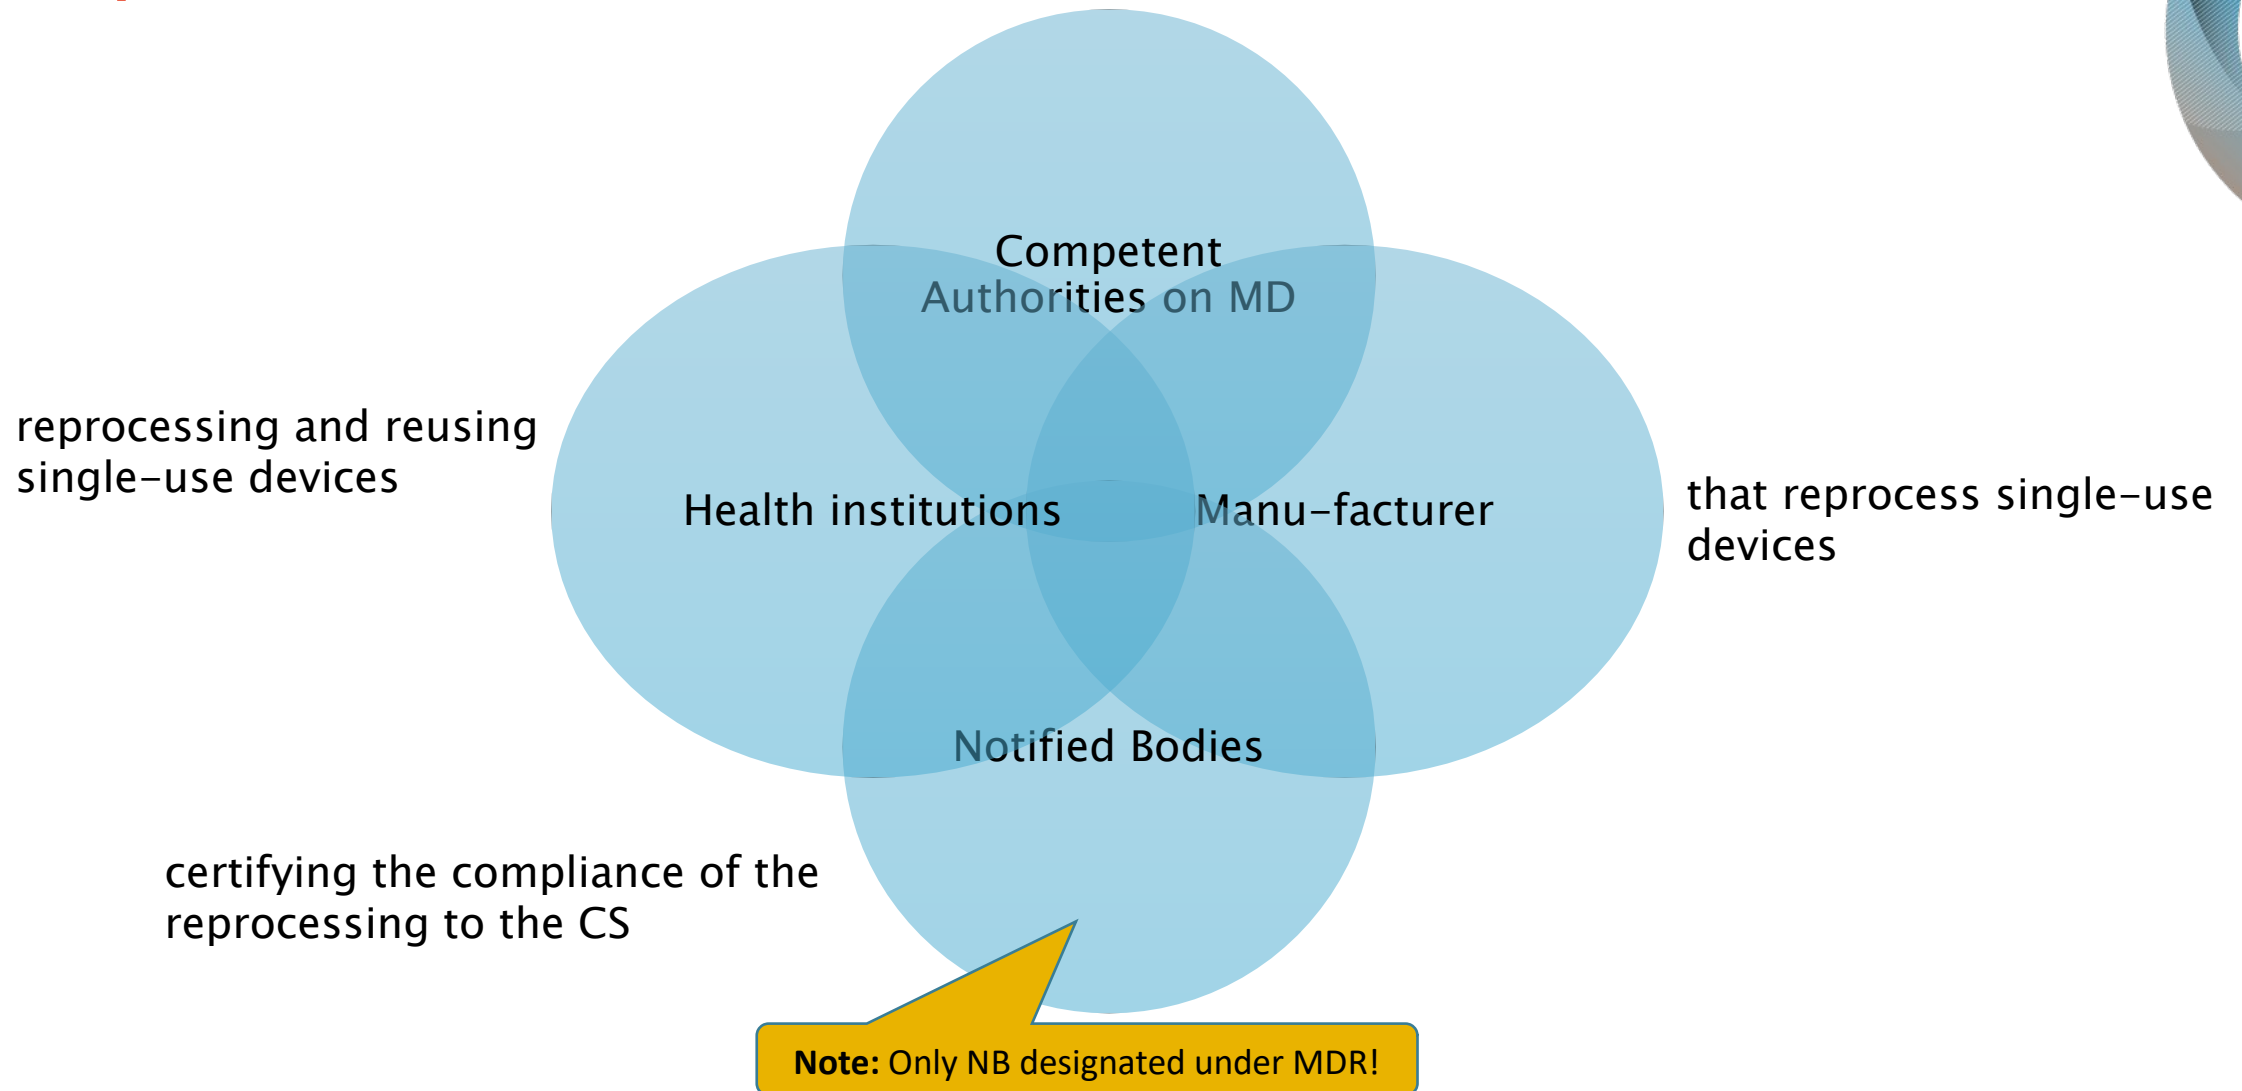 Competent
Authorities on MD
reprocessing and reusing
single-use devices
Health institutions
Manu-facturer
that reprocess single-use
devices
Notified Bodies
certifying the compliance of the
reprocessing to the CS
Note: Only NB designated under MDR!